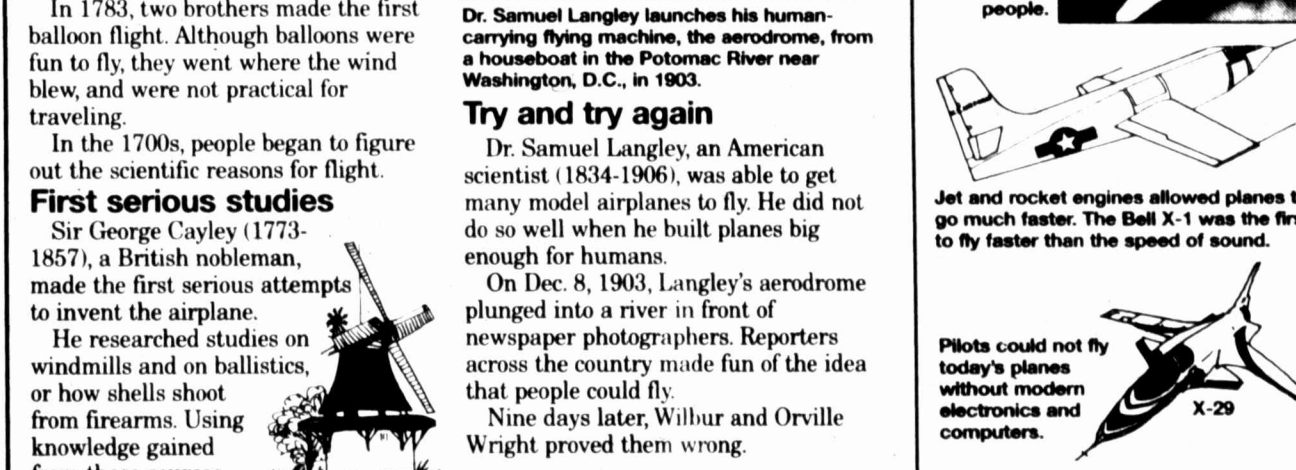 In 1783, two brothers made the first
balloon flight. Although balloons were
fun to fly, they went where the wind
blew, and were not practical for
traveling.
In the 1700s, people began to figure
out the scientific reasons for flight.
First serious studies
Sir George Cayley (1773-
1857), a British nobleman,
made the first serious attempts
to invent the airplane.
He researched studies on
windmills and on ballistics,
or how shells shoot
from firearms. Using
knowledge gained
Dr. Samuel Langley launches his human-
carrying flying machine, the aerodrome, from
a houseboat in the Potomac River near
Washington, D.C., in 1903.
Try and try again
Dr. Samuel Langley, an American
scientist (1834-1906), was able to get
many model airplanes to fly. He did not
do so well when he built planes big
enough for humans.
On Dec. 8, 1903, Langley's aerodrome
plunged into a river in front of
newspaper photographers. Reporters
across the country made fun of the idea
that people could fly.
Nine days later, Wilbur and Orville
Wright proved them wrong.
people.
Jet and rocket engines allowed planes
go much faster. The Bell X-1 was the
to fly faster than the speed of sound.
Pilots could not fly
today's planes
without modern
electronics and
computers.
X-29